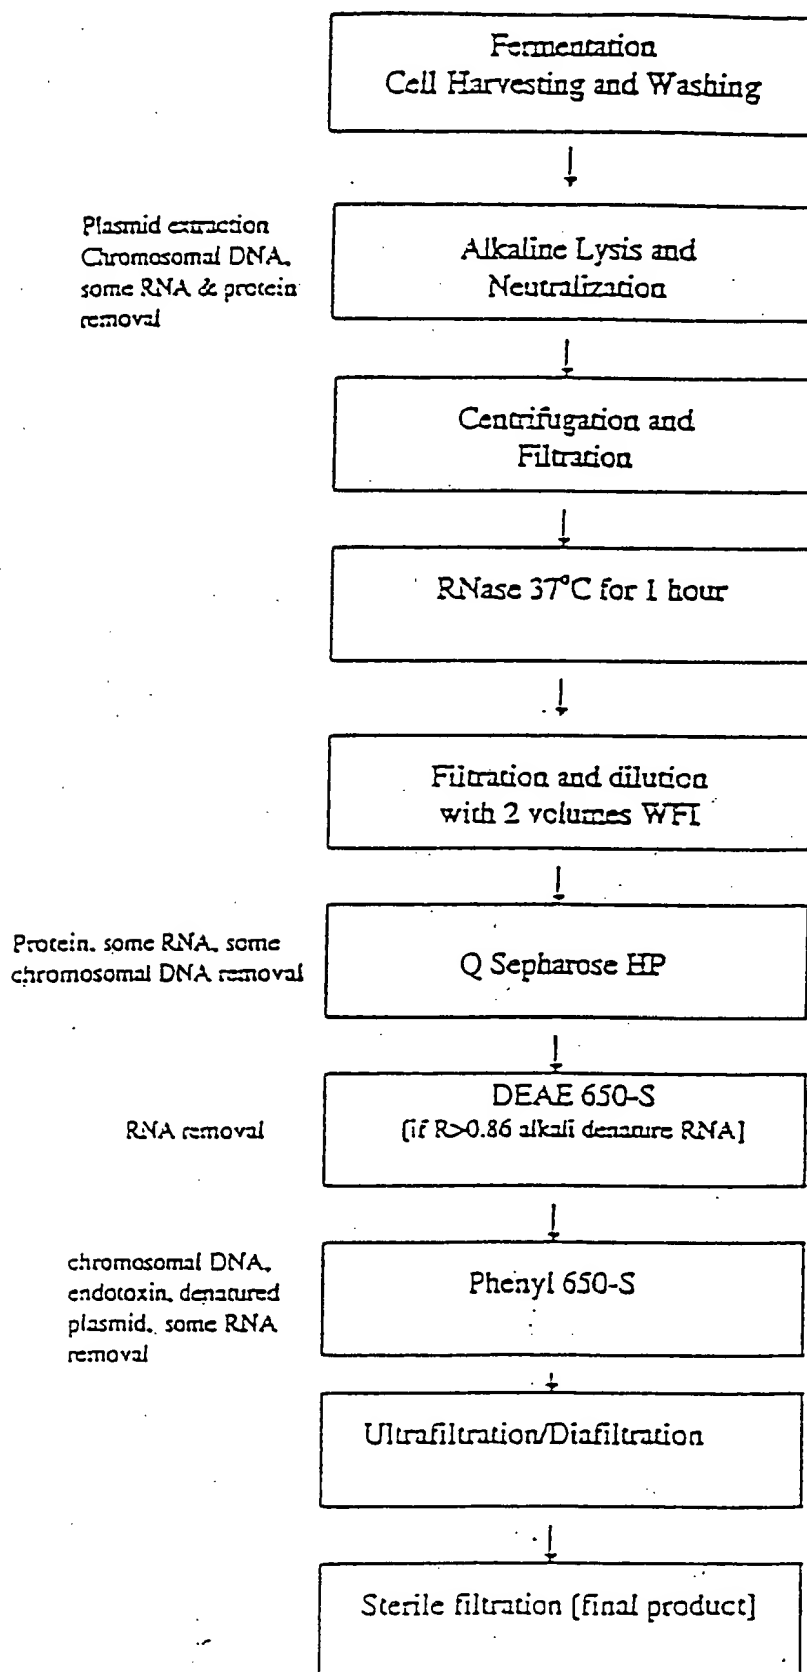 Fermentation
Cell Harvesting and Washing
Plasmid extraction
Chromosomal DNA,
some RNA & protein
removal
Alkaline Lysis and
Neutralization
Centrifugation and
Filtration
RNase 37°C for 1 hour
Filtration and dilution
with 2 volumes WFI
Protein, some RNA, some
chromosomal DNA removal
Q Sepharose HP
RNA removal
DEAE 650-S
[if R>0.86 alkali denature RNA]
chromosomal DNA,
endotoxin, denatured
plasmid, some RNA
removal
Phenyl 650-S
Ultrafiltration/Diafiltration
Sterile filtration [final product]